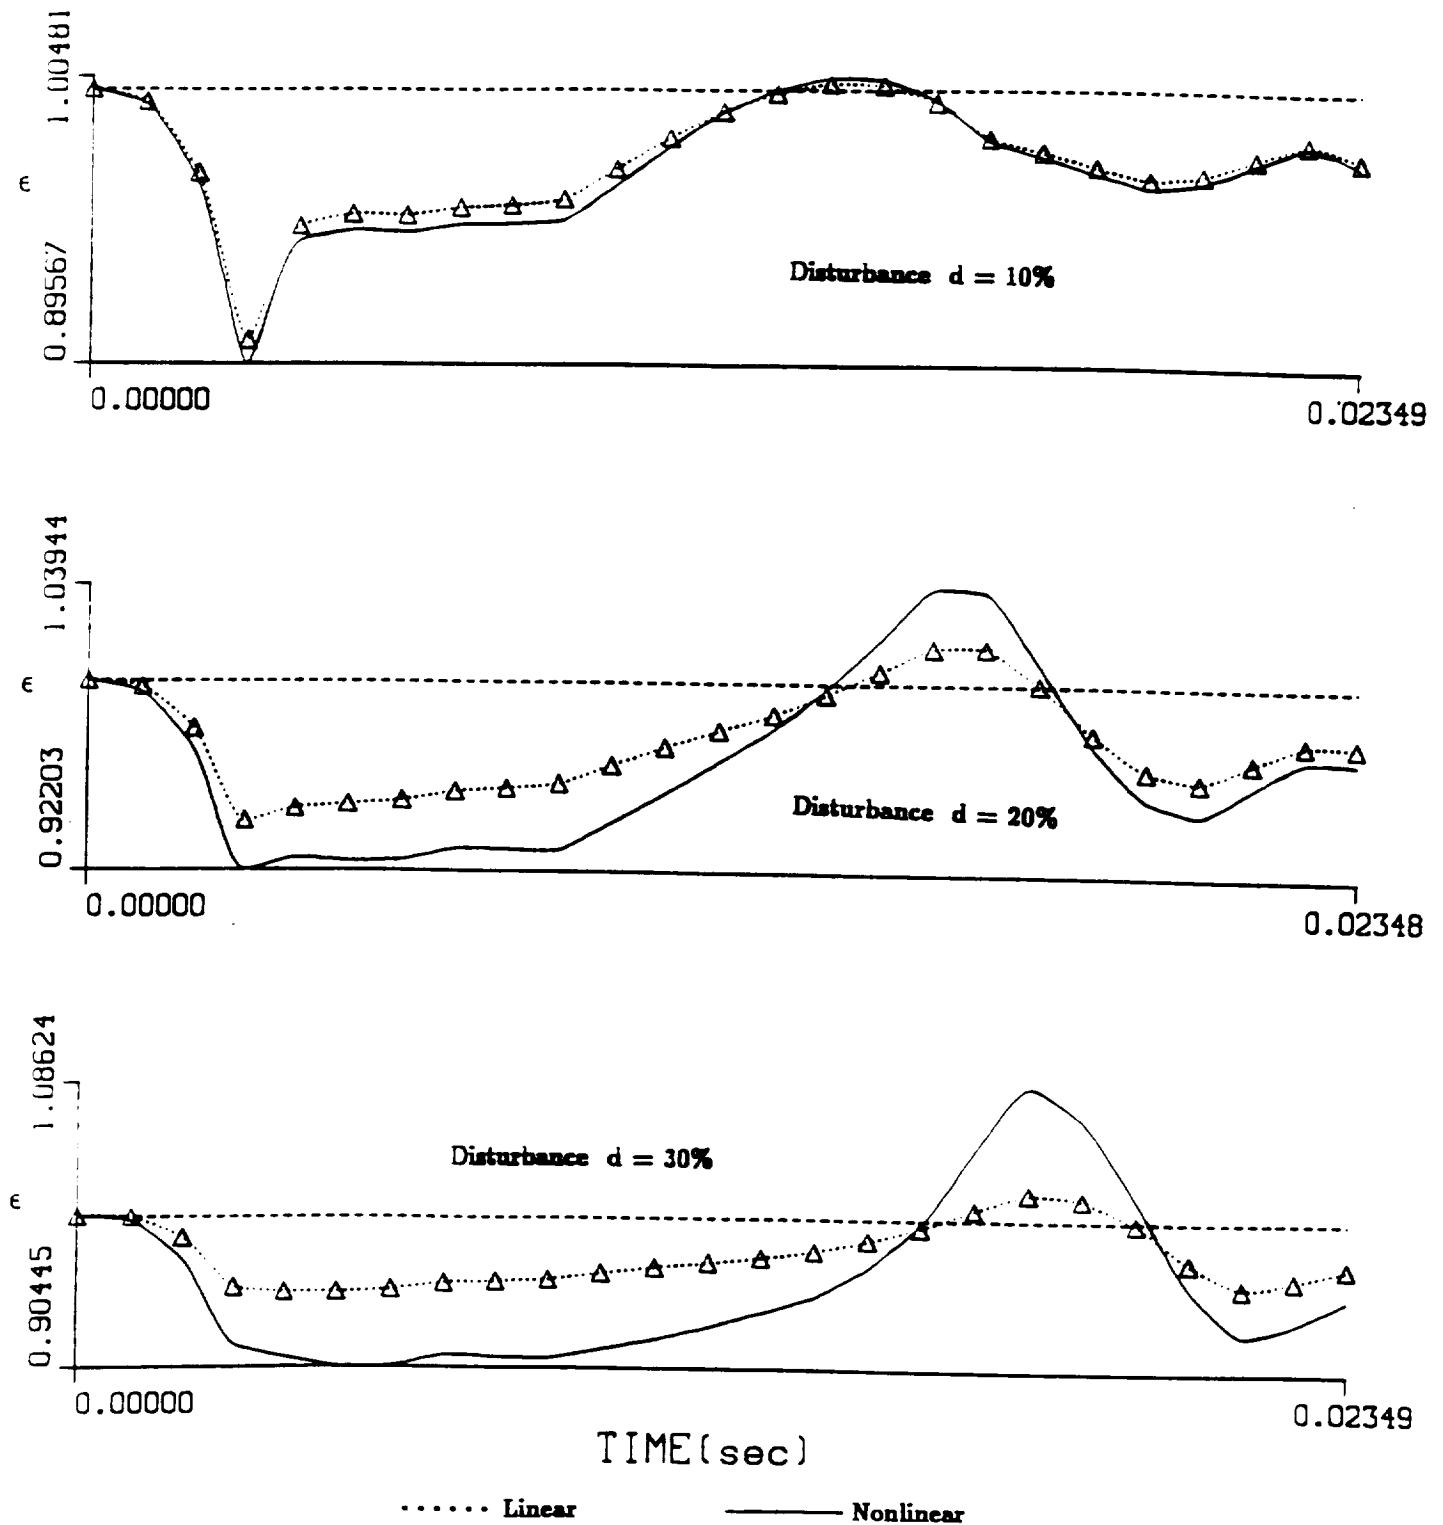 1.00481
ϵ
0.89567
Disturbance d = 10%
0.00000
0.02349
1.03944
ϵ
0.92203
Disturbance d = 20%
0.00000
0.02348
1.08624
Disturbance d = 30%
ϵ
0.90445
0.00000
0.02349
TIME(sec)
Linear
Nonlinear